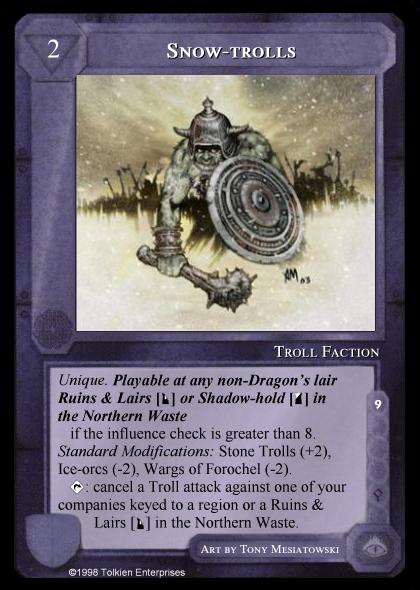 2
Snow-trolls
AM 03
Troll Faction
Unique. Playable at any non-Dragon's lair
Ruins & Lairs [] or Shadow-hold [] in
the Northern Waste
if the influence check is greater than 8.
Standard Modifications: Stone Trolls (+2),
Ice-orcs (-2), Wargs of Forochel (-2).
: cancel a Troll attack against one of your
companies keyed to a region or a Ruins &
Lairs [] in the Northern Waste.
9
Art by Tony Mesiatowski
©1998 Tolkien Enterprises